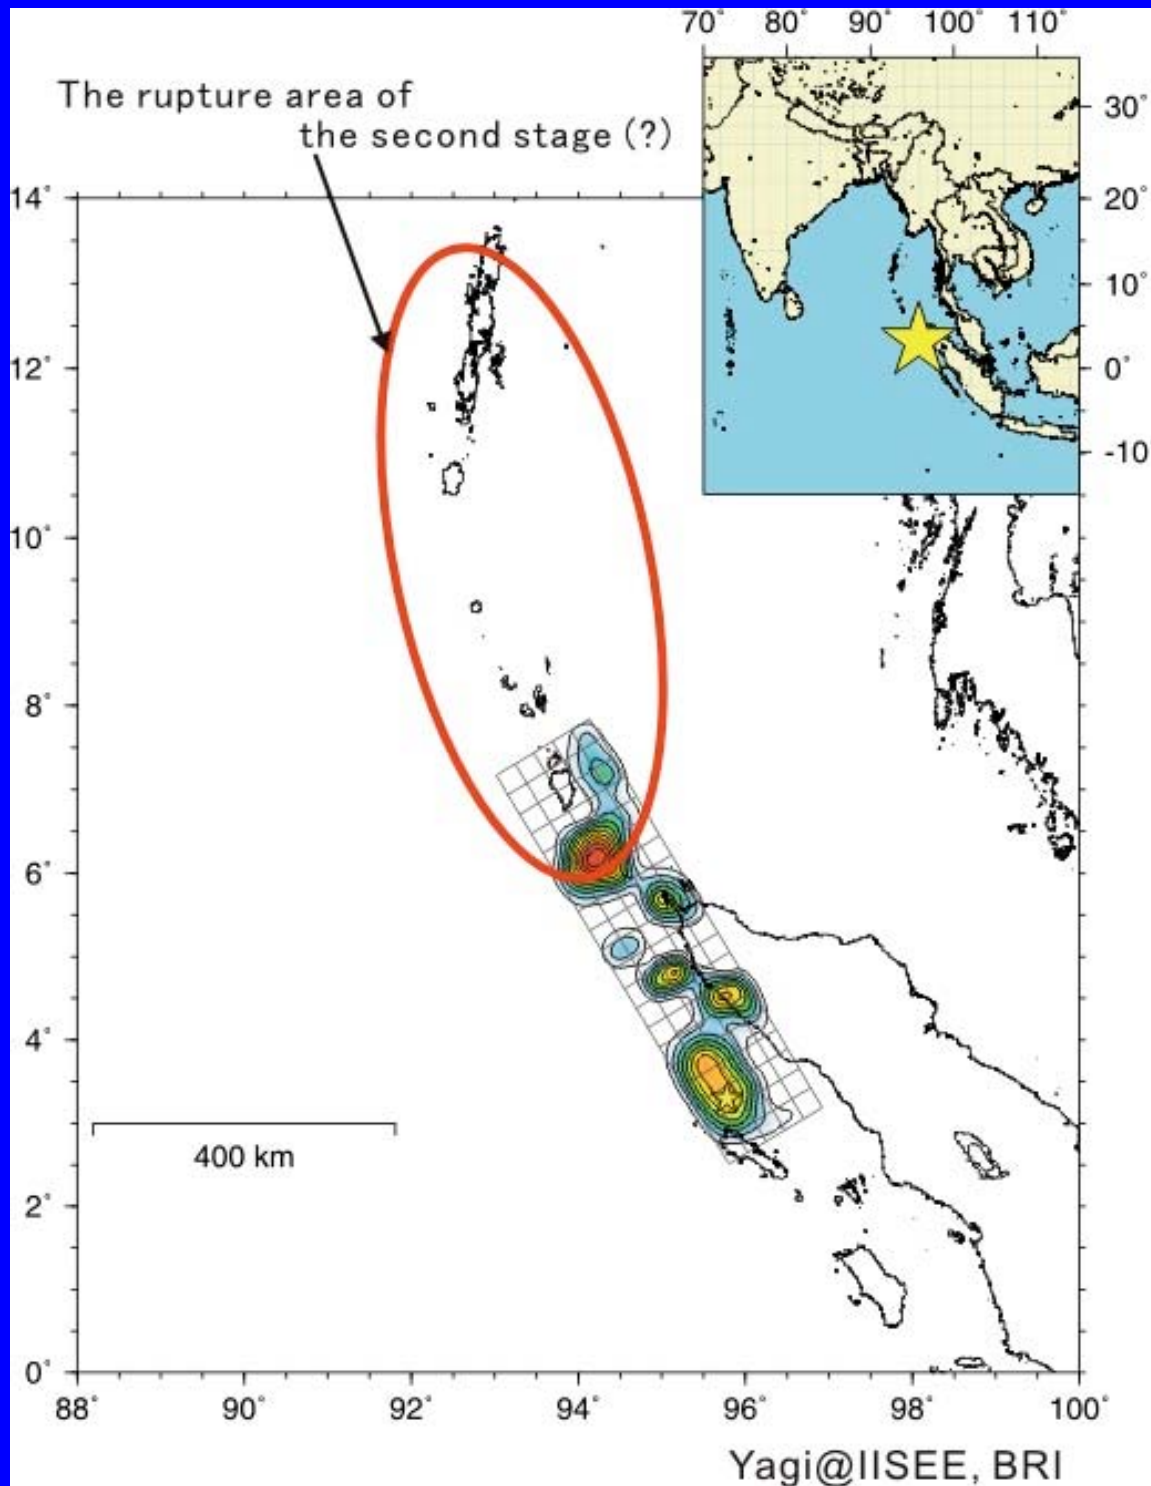 70° 80° 90° 100° 110°
The rupture area of
the second stage (?)
30°
20°
10°
0°
-10
14°
12°
10°
8°
6°
4°
2°
0°
400 km
88° 90° 92° 94° 96° 98° 100°
Yagi@IISEE, BRI